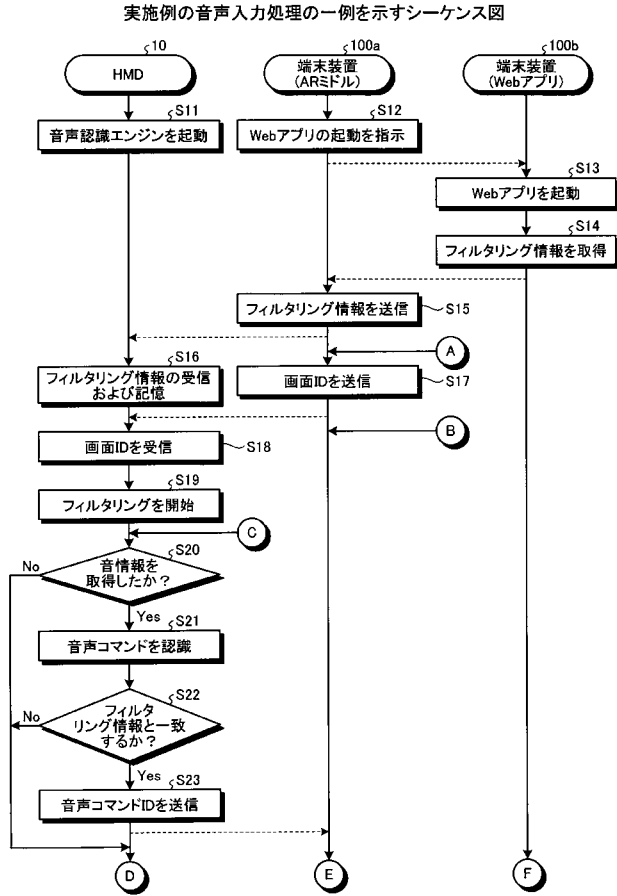 実施例の音声入力処理の一例を示すシーケンス図
10
HMD
100a
端末装置
(ARミドル)
100b
端末装置
(Webアプリ)
S11
音声認識エンジンを起動
S12
Webアプリの起動を指示
S13
Webアプリを起動
S14
フィルタリング情報を取得
フィルタリング情報を送信
S15
A
S16
フィルタリング情報の受信
および記憶
画面IDを送信
S17
B
画面IDを受信
S18
S19
フィルタリングを開始
C
S20
音情報を
取得したか？
No
Yes
S21
音声コマンドを認識
S22
フィルタ
リング情報と一致
するか？
No
Yes
S23
音声コマンドIDを送信
D
E
F